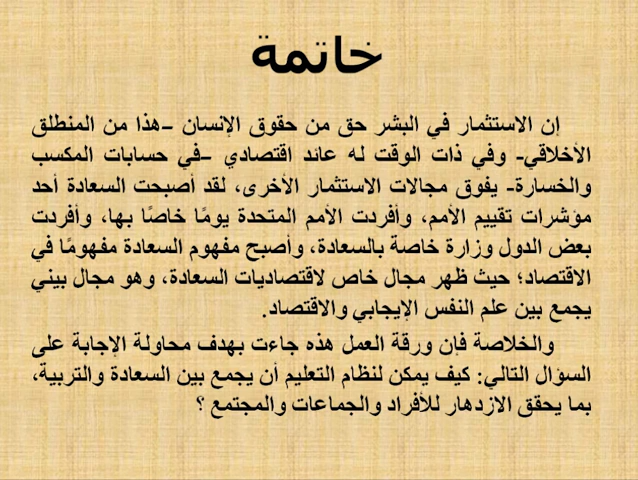 خاتمة
إن الاستثمار في البشر حق من حقوق الإنسان –هذا من المنطلق
الأخلاقي- وفي ذات الوقت له عائد اقتصادي –في حسابات المكسب
والخسارة- يفوق مجالات الاستثمار الأخرى، لقد أصبحت السعادة أحد
مؤشرات تقييم الأمم، وأفردت الأمم المتحدة يومًا خاصًا بها، وأفردت
بعض الدول وزارة خاصة بالسعادة، وأصبح مفهوم السعادة مفهومًا في
الاقتصاد؛ حيث ظهر مجال خاص لاقتصاديات السعادة، وهو مجال بيني
يجمع بين علم النفس الإيجابي والاقتصاد.
والخلاصة فإن ورقة العمل هذه جاءت بهدف محاولة الإجابة على
السؤال التالي: كيف يمكن لنظام التعليم أن يجمع بين السعادة والتربية،
بما يحقق الازدهار للأفراد والجماعات والمجتمع ؟